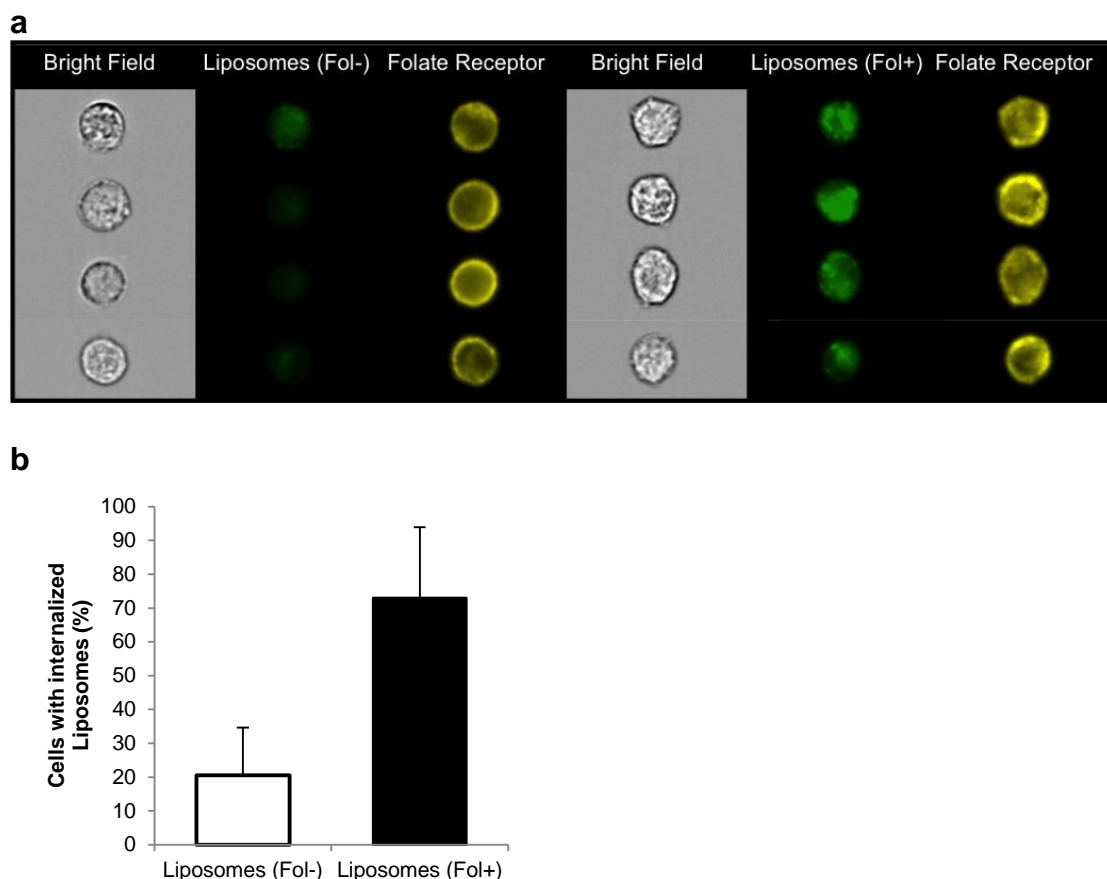 a
Bright Field Liposomes (Fol-) Folate Receptor Bright Field Liposomes (Fol+) Folate Receptor
b
100
90
80
70
60
50
40
30
20
10
0
Cells with internalized
Liposomes (%)
Liposomes (Fol-) Liposomes (Fol+)